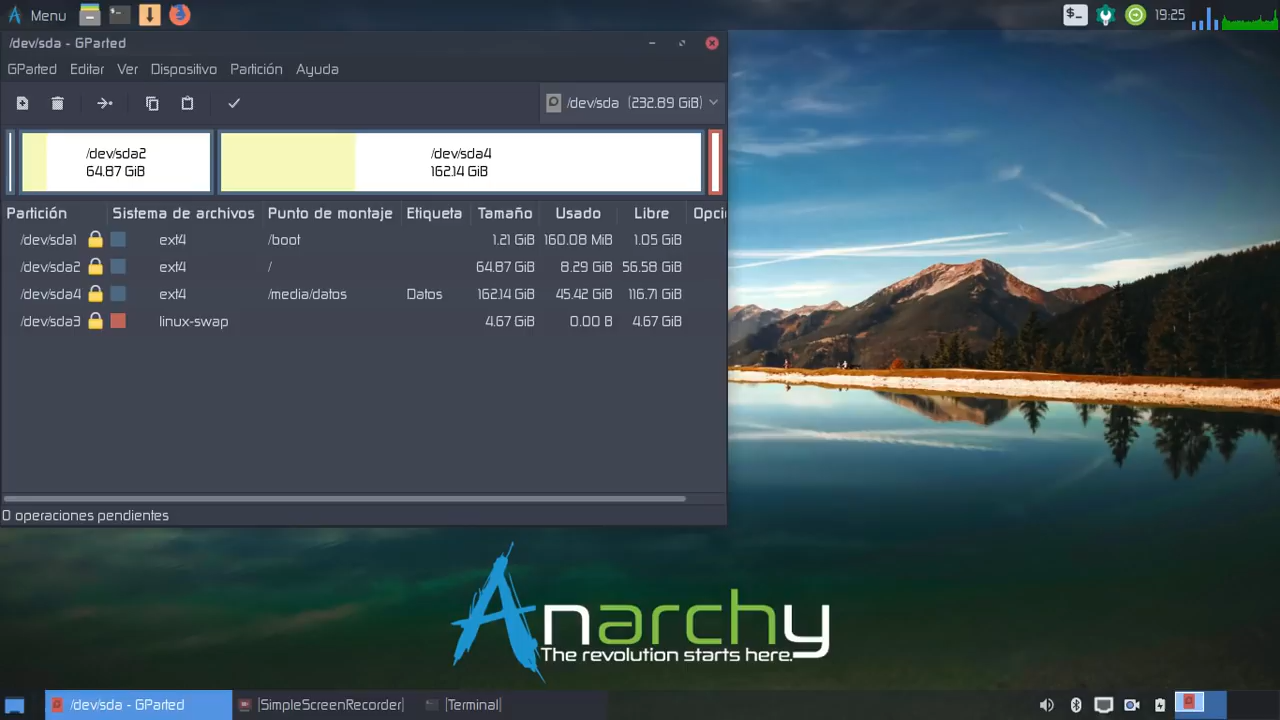 Menu
19:25
/dev/sda - GParted
GParted Editar Ver Dispositivo Partición Ayuda
/dev/sda (232.89 GiB)
/dev/sda2
64.87 GiB
/dev/sda4
162.14 GiB
Partición Sistema de archivos Punto de montaje Etiqueta Tamaño Usado Libre Opci
/dev/sda1 ext4 /boot 1.21 GiB 160.08 MiB 1.05 GiB
/dev/sda2 ext4 / 64.87 GiB 8.29 GiB 56.58 GiB
/dev/sda4 ext4 /media/datos Datos 162.14 GiB 45.42 GiB 116.71 GiB
/dev/sda3 linux-swap 4.67 GiB 0.00 B 4.67 GiB
0 operaciones pendientes
Anarchy
The revolution starts here.
/dev/sda - GParted [SimpleScreenRecorder] [Terminal]